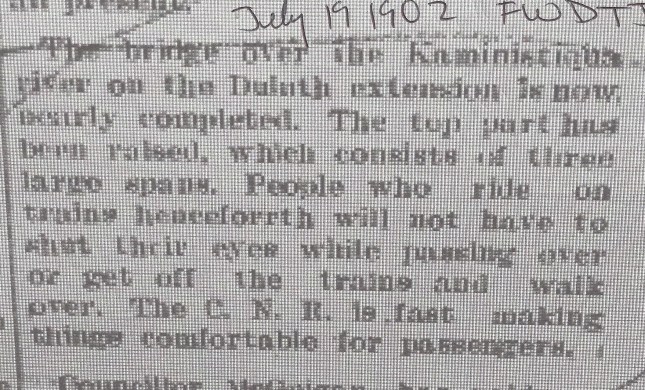 present.
July 19 1902 FWDTJ
The bridge over the Kaministiqua
river on the Duluth extension is now
nearly completed. The top part has
been raised, which consists of three
large spans. People who ride on
trains henceforrth will not have to
shut their eyes while passing over
or get off the trains and walk
over. The C. N. R. is fast making
things comfortable for passengers.
Councillor